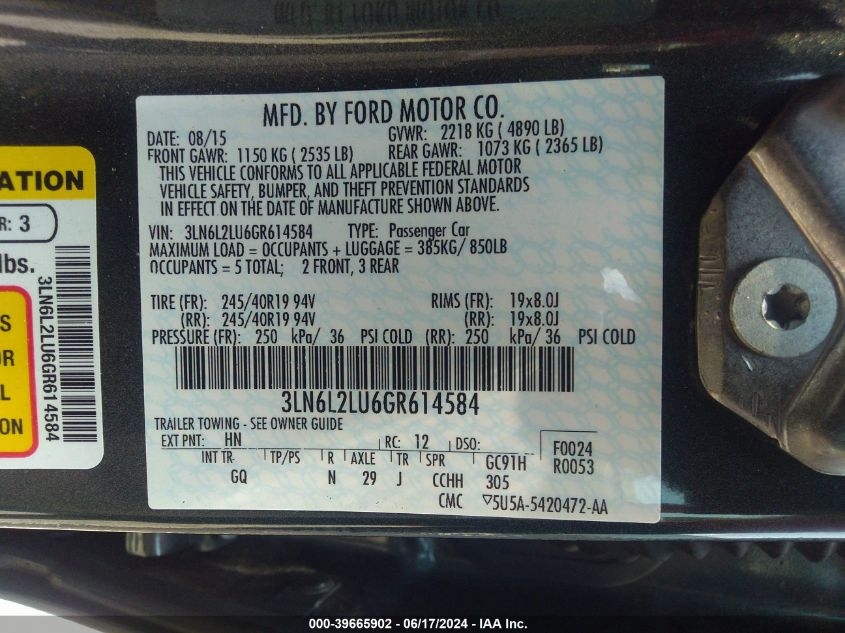 MFD. BY FORD MOTOR CO.
DATE: 08/15 GVWR: 2218 KG ( 4890 LB)
FRONT GAWR: 1150 KG ( 2535 LB) REAR GAWR: 1073 KG ( 2365 LB)
THIS VEHICLE CONFORMS TO ALL APPLICABLE FEDERAL MOTOR
VEHICLE SAFETY, BUMPER, AND THEFT PREVENTION STANDARDS
IN EFFECT ON THE DATE OF MANUFACTURE SHOWN ABOVE.
VIN: 3LN6L2LU6GR614584 TYPE: Passenger Car
MAXIMUM LOAD = OCCUPANTS + LUGGAGE = 385KG/ 850LB
OCCUPANTS = 5 TOTAL; 2 FRONT, 3 REAR
TIRE (FR): 245/40R19 94V RIMS (FR): 19x8.0J
(RR): 245/40R19 94V (RR): 19x8.0J
PRESSURE (FR): 250 kPa/ 36 PSI COLD (RR): 250 kPa/ 36 PSI COLD
3LN6L2LU6GR614584
TRAILER TOWING - SEE OWNER GUIDE
EXT PNT: HN RC: 12 DSO:
F0024
R0053
INT TR TP/PS R AXLE TR SPR GC91H
GQ N 29 J CCHH 305
CMC ▽5U5A-5420472-AA
ATION
R: 3
lbs.
S
OR
L
ON
3LN6L2LU6GR614584
000-39665902 - 06/17/2024 - IAA Inc.